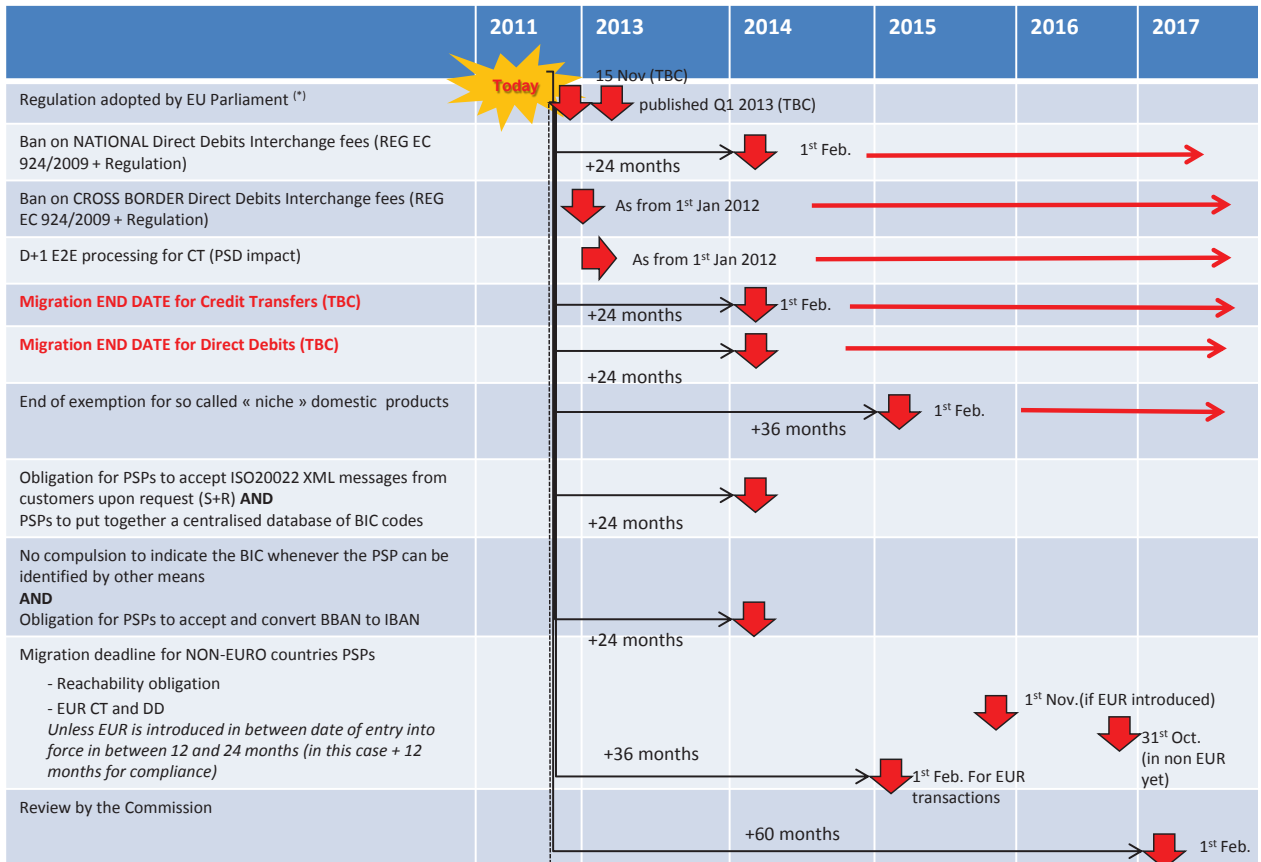 2011 2013 2014 2015 2016 2017
Today
15 Nov (TBC)
Regulation adopted by EU Parliament (*)
published Q1 2013 (TBC)
Ban on NATIONAL Direct Debits Interchange fees (REG EC
924/2009 + Regulation)
+24 months
1st Feb.
Ban on CROSS BORDER Direct Debits Interchange fees (REG
EC 924/2009 + Regulation)
As from 1st Jan 2012
D+1 E2E processing for CT (PSD impact)
As from 1st Jan 2012
Migration END DATE for Credit Transfers (TBC)
+24 months
1st Feb.
Migration END DATE for Direct Debits (TBC)
+24 months
End of exemption for so called « niche » domestic products
+36 months
1st Feb.
Obligation for PSPs to accept ISO20022 XML messages from
customers upon request (S+R) AND
PSPs to put together a centralised database of BIC codes
+24 months
No compulsion to indicate the BIC whenever the PSP can be
identified by other means
AND
Obligation for PSPs to accept and convert BBAN to IBAN
+24 months
Migration deadline for NON-EURO countries PSPs
- Reachability obligation
- EUR CT and DD
Unless EUR is introduced in between date of entry into
force in between 12 and 24 months (in this case + 12
months for compliance)
+36 months
1st Feb. For EUR
transactions
1st Nov.(if EUR introduced)
31st Oct.
(in non EUR
yet)
Review by the Commission
+60 months
1st Feb.